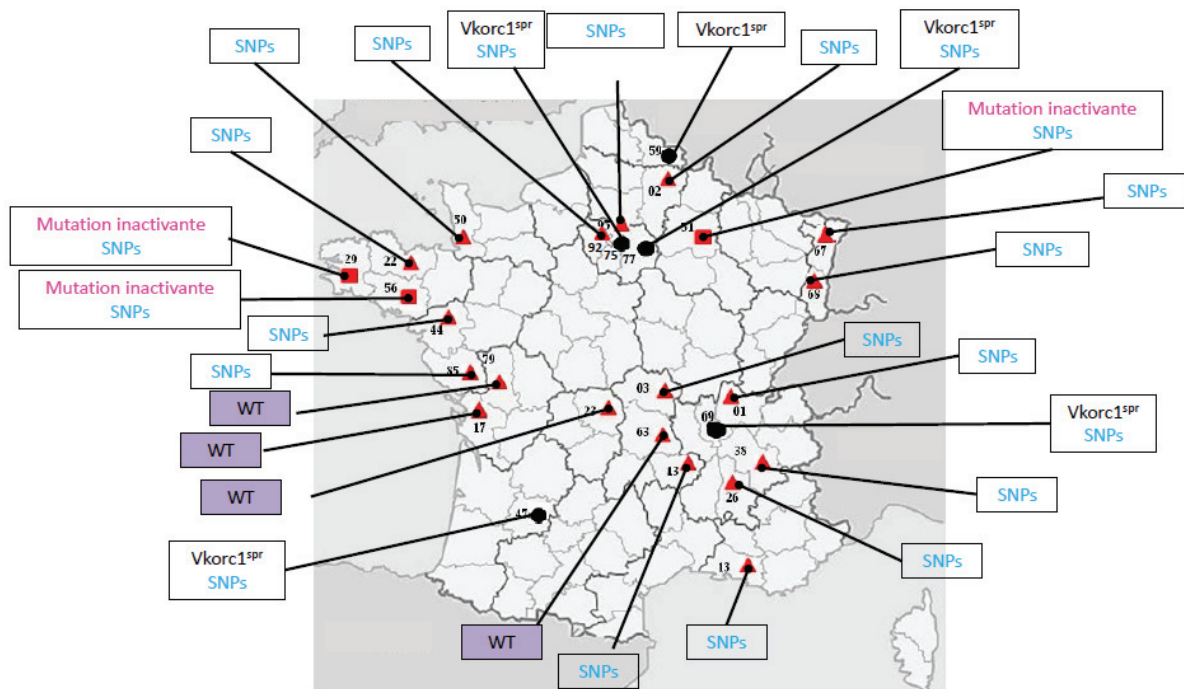 SNPs
SNPs
Vkorc1spr
SNPs
SNPs
Vkorc1spr
Vkorc1spr
SNPs
SNPs
Mutation inactivante
SNPs
SNPs
SNPs
Mutation inactivante
SNPs
Mutation inactivante
SNPs
SNPs
SNPs
SNPs
SNPs
SNPs
WT
WT
WT
Vkorc1spr
SNPs
SNPs
SNPs
Vkorc1spr
SNPs
WT
SNPs
SNPs
59
02
50
95
92
75
77
51
67
68
29
22
56
44
85
79
17
03
01
22
69
63
43
38
26
47
13